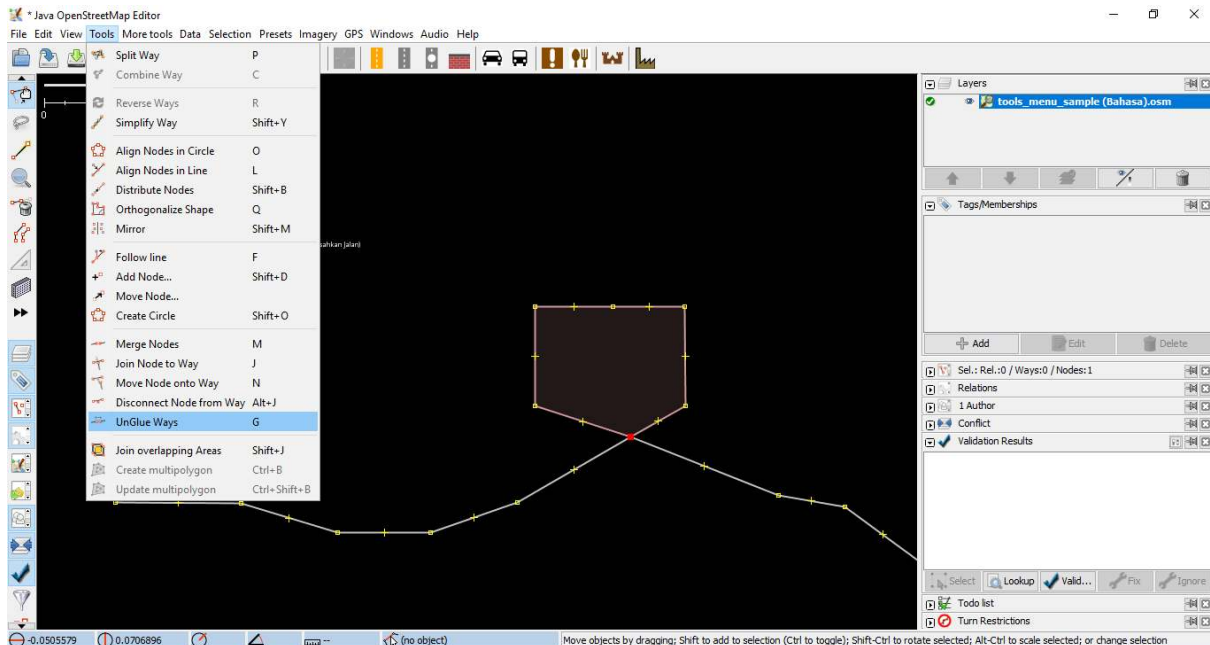 * Java OpenStreetMap Editor
File Edit View Tools More tools Data Selection Presets Imagery GPS Windows Audio Help
Split Way P
Combine Way C
Reverse Ways R
Simplify Way Shift+Y
Align Nodes in Circle O
Align Nodes in Line L
Distribute Nodes Shift+B
Orthogonalize Shape Q
Mirror Shift+M
Follow line F
Add Node... Shift+D
Move Node...
Create Circle Shift+O
Merge Nodes M
Join Node to Way J
Move Node onto Way N
Disconnect Node from Way Alt+J
UnGlue Ways G
Join overlapping Areas Shift+J
Create multipolygon Ctrl+B
Update multipolygon Ctrl+Shift+B
0
sahkan Jalan)
Layers
tools_menu_sample (Bahasa).osm
Tags/Memberships
Add Edit Delete
Sel.: Rel.:0 / Ways:0 / Nodes:1
Relations
1 Author
Conflict
Validation Results
Select Lookup Valid... Fix Ignore
Todo list
Turn Restrictions
-0.0505579 0.0706896 -- (no object) Move objects by dragging; Shift to add to selection (Ctrl to toggle); Shift-Ctrl to rotate selected; Alt-Ctrl to scale selected; or change selection